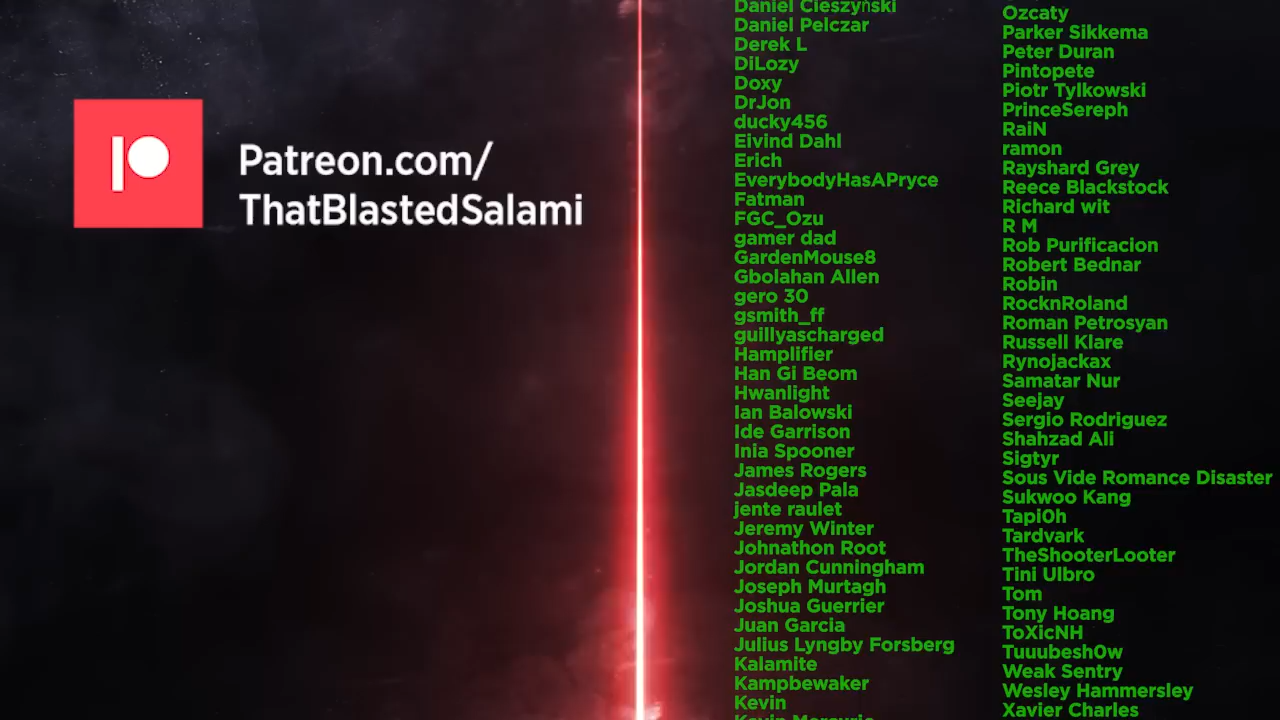 Patreon.com/
ThatBlastedSalami
Daniel Cieszyński
Daniel Pelczar
Derek L
DiLozy
Doxy
DrJon
ducky456
Eivind Dahl
Erich
EverybodyHasAPryce
Fatman
FGC_Ozu
gamer dad
GardenMouse8
Gbolahan Allen
gero 30
gsmith_ff
guillyascharged
Hamplifier
Han Gi Beom
Hwanlight
Ian Balowski
Ide Garrison
Inia Spooner
James Rogers
Jasdeep Pala
jente raulet
Jeremy Winter
Johnathon Root
Jordan Cunningham
Joseph Murtagh
Joshua Guerrier
Juan Garcia
Julius Lyngby Forsberg
Kalamite
Kampbewaker
Kevin
Ozcaty
Parker Sikkema
Peter Duran
Pintopete
Piotr Tylkowski
PrinceSereph
RaiN
ramon
Rayshard Grey
Reece Blackstock
Richard wit
R M
Rob Purificacion
Robert Bednar
Robin
RocknRoland
Roman Petrosyan
Russell Klare
Rynojackax
Samatar Nur
Seejay
Sergio Rodriguez
Shahzad Ali
Sigtyr
Sous Vide Romance Disaster
Sukwoo Kang
Tapi0h
Tardvark
TheShooterLooter
Tini Ulbro
Tom
Tony Hoang
ToXicNH
Tuuubesh0w
Weak Sentry
Wesley Hammersley
Xavier Charles